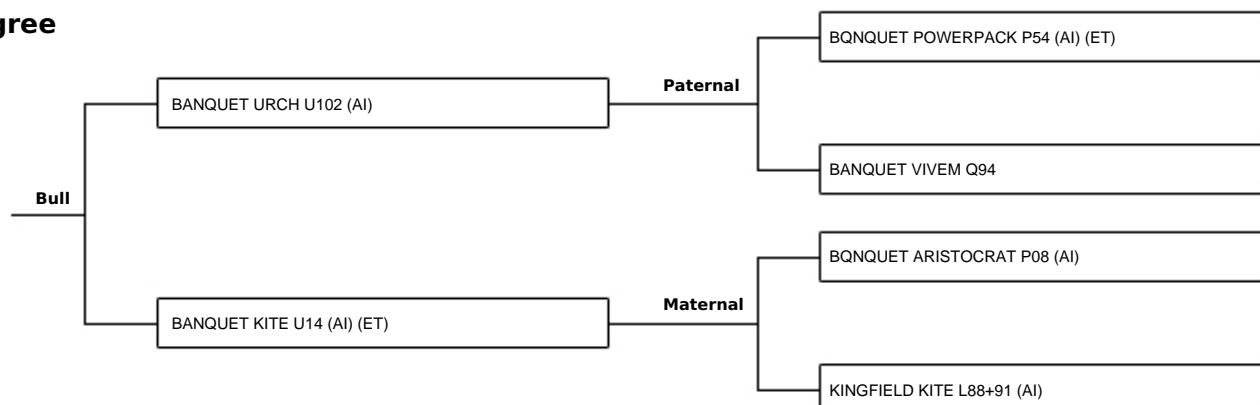 gree
BQNQUET POWERPACK P54 (AI) (ET)
Paternal
BANQUET URCH U102 (AI)
BANQUET VIVEM Q94
Bull
BQNQUET ARISTOCRAT P08 (AI)
Maternal
BANQUET KITE U14 (AI) (ET)
KINGFIELD KITE L88+91 (AI)